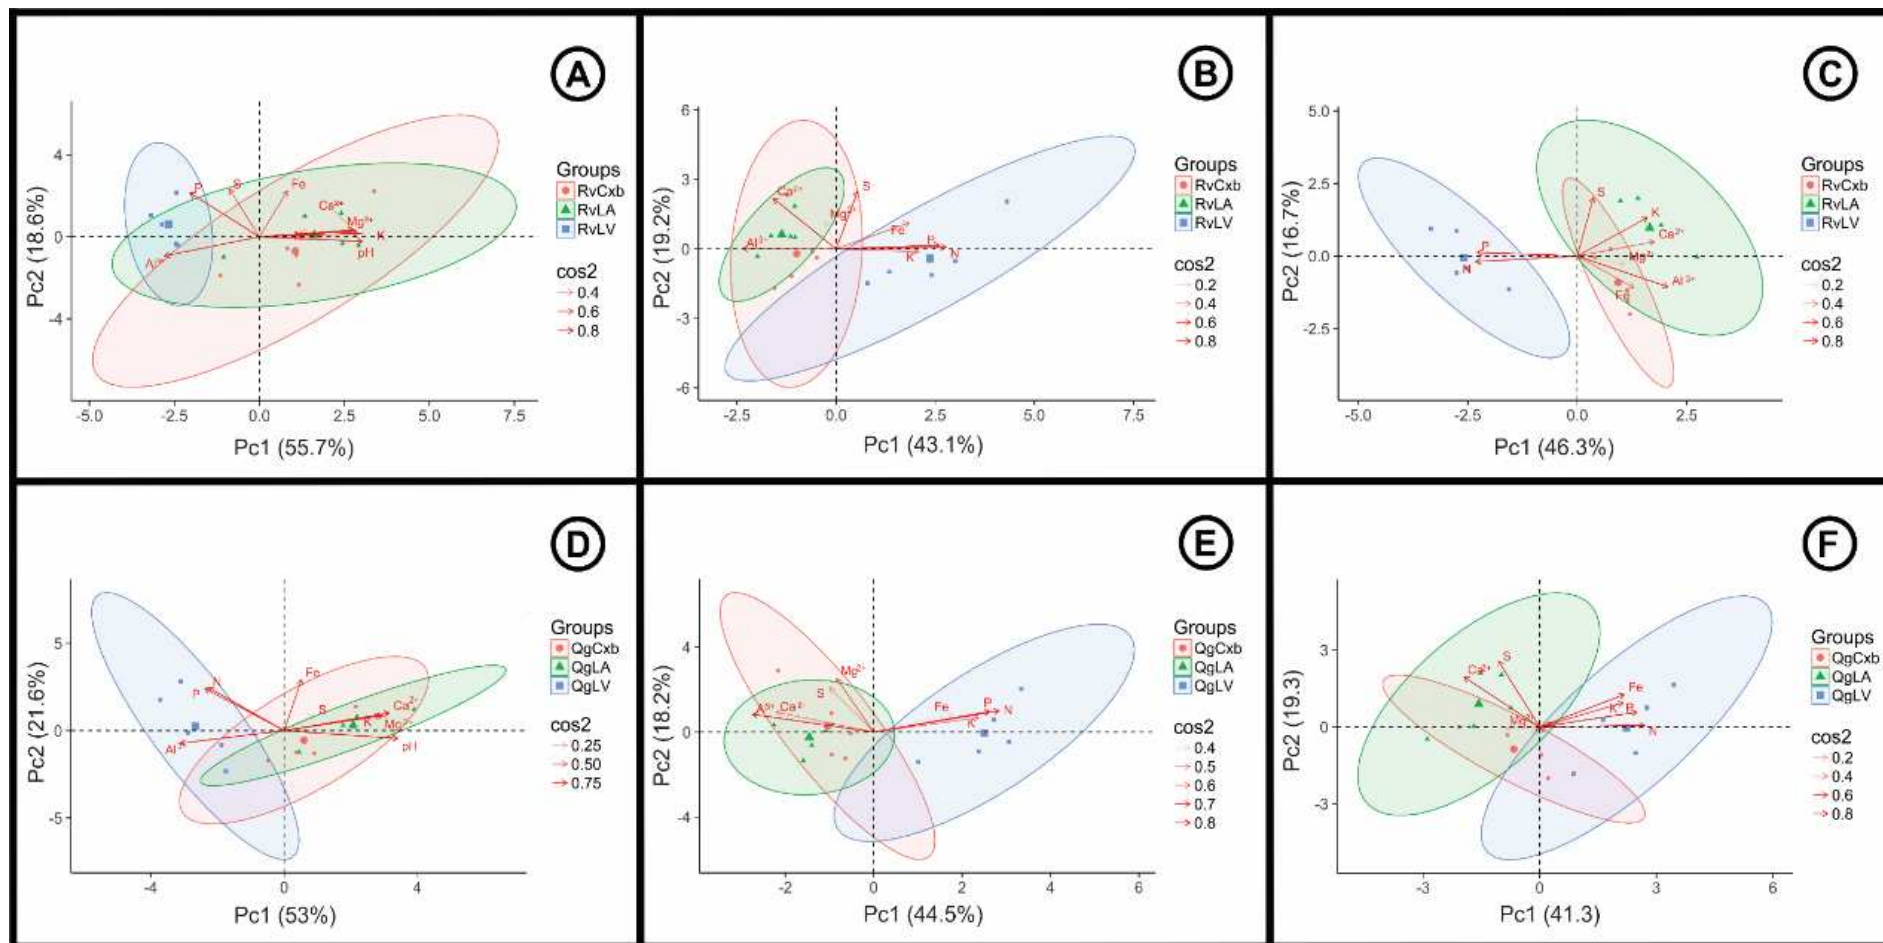 A
Pc2 (18.6%)
4
0
-4
-5.0
-2.5
0.0
2.5
5.0
7.5
Pc1 (55.7%)
P
S
Fe
Ca²⁺
Mg²⁺
K
pH
Groups
RvCxb
RvLA
RvLV
cos2
0.4
0.6
0.8
B
Pc2 (19.2%)
6
3
0
-3
-6
-2.5
0.0
2.5
5.0
7.5
Pc1 (43.1%)
Ca²⁺
S
Mg²⁺
Fe
Al³⁺
P
K
N
Groups
RvCxb
RvLA
RvLV
cos2
0.2
0.4
0.6
0.8
C
Pc2 (16.7%)
5.0
2.5
0.0
-2.5
-5.0
-2.5
0.0
2.5
Pc1 (46.3%)
S
K
Ca²⁺
P
N
Mg²⁺
Al³⁺
Fe
Groups
RvCxb
RvLA
RvLV
cos2
0.2
0.4
0.6
0.8
D
Pc2 (21.6%)
5
0
-5
-4
0
4
Pc1 (53%)
N
P
Fe
S
Ca²⁺
K
pH
Groups
QgCxb
QgLA
QgLV
cos2
0.25
0.50
0.75
E
Pc2 (18.2%)
4
0
-4
-2
0
2
4
6
Pc1 (44.5%)
Mg²⁺
S
Fe
P
N
K
Groups
QgCxb
QgLA
QgLV
cos2
0.4
0.5
0.6
0.7
0.8
F
Pc2 (19.3)
3
0
-3
-3
0
3
6
Pc1 (41.3)
Ca²⁺
S
Fe
K
P
N
Groups
QgCxb
QgLA
QgLV
cos2
0.2
0.4
0.6
0.8